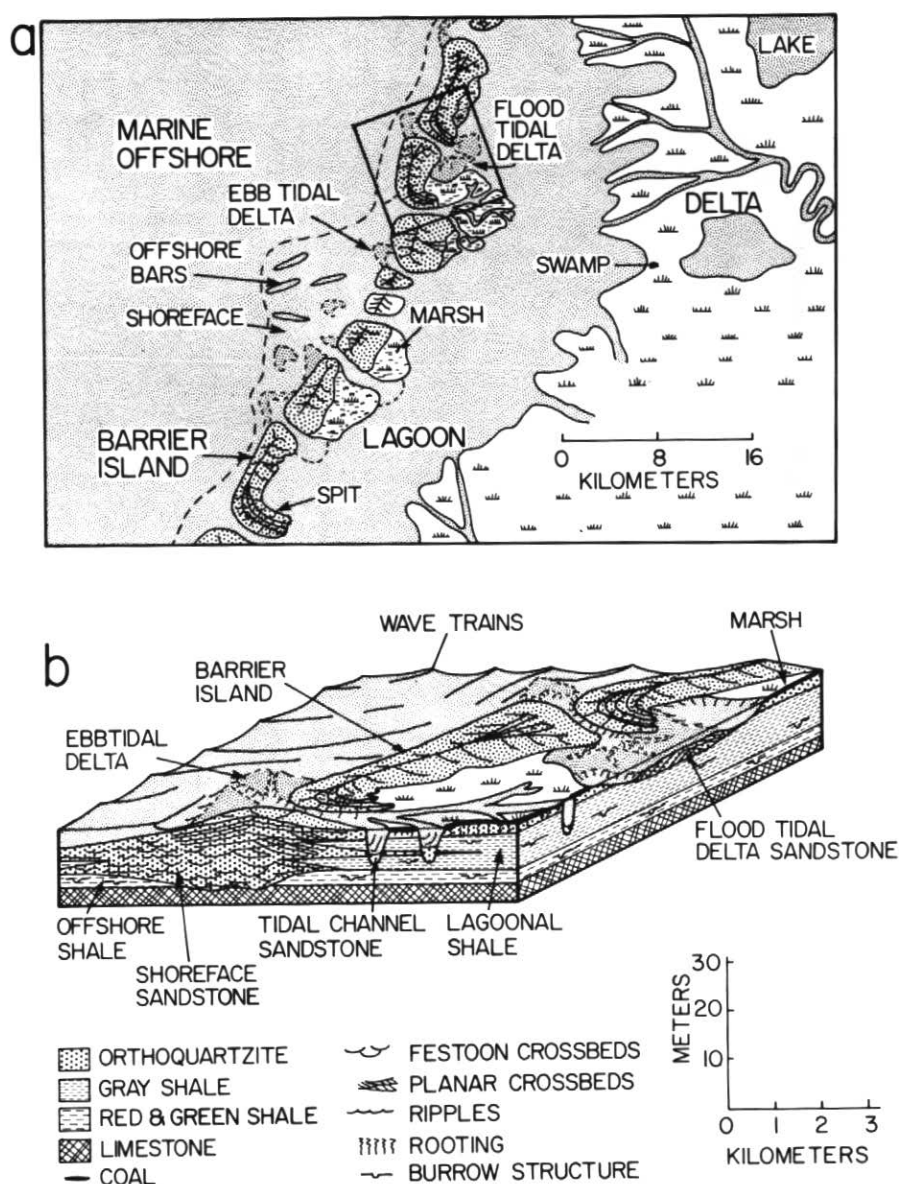 a
MARINE
OFFSHORE
LAKE
FLOOD
TIDAL
DELTA
EBB TIDAL
DELTA
DELTA
OFFSHORE
BARS
SWAMP
SHOREFACE
MARSH
BARRIER
ISLAND
LAGOON
SPIT
0 8 16
KILOMETERS
b
WAVE TRAINS
MARSH
BARRIER
ISLAND
EBBTIDAL
DELTA
FLOOD TIDAL
DELTA SANDSTONE
OFFSHORE
SHALE
TIDAL CHANNEL
SANDSTONE
LAGOONAL
SHALE
SHOREFACE
SANDSTONE
ORTHOQUARTZITE
GRAY SHALE
RED & GREEN SHALE
LIMESTONE
COAL
FESTOON CROSSBEDS
PLANAR CROSSBEDS
RIPPLES
ROOTING
BURROW STRUCTURE
METERS
30
20
10
0 1 2 3
KILOMETERS